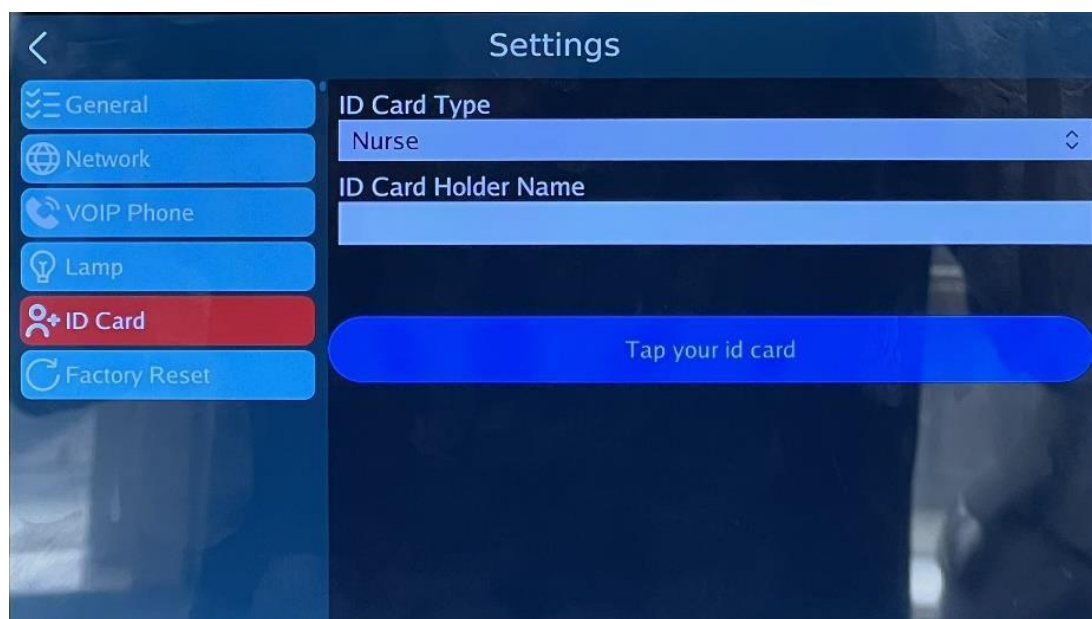 Settings
General
Network
VOIP Phone
Lamp
ID Card
Factory Reset
ID Card Type
Nurse
ID Card Holder Name
Tap your id card